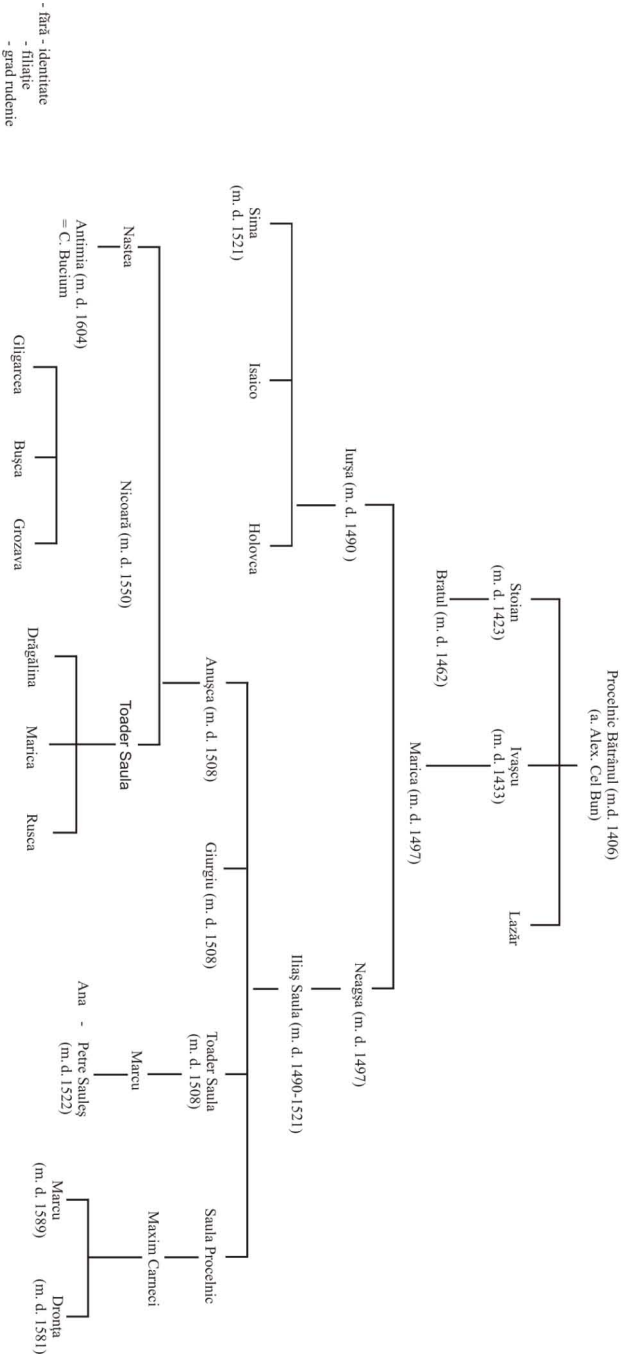 Procelnic Bătrânul (m.d. 1406)
(a. Alex. Cel Bun)
Stoian
(m. d. 1423)
Ivașcu
(m. d. 1433)
Lazăr
Bratul (m. d. 1462)
Marica (m. d. 1497)
Iurșa (m. d. 1490 )
Neagșa (m. d. 1497)
Sima
(m. d. 1521)
Isaico
Holovca
Iliaș Saula (m. d. 1490-1521)
Anușca (m. d. 1508)
Giurgiu (m. d. 1508)
Toader Saula
(m. d. 1508)
Saula Procelnic
Nastea
Nicoară (m. d. 1550)
Toader Saula
Marcu
Maxim Carneci
Antimia (m. d. 1604)
= C. Bucium
Ana - Petre Sauleș
(m. d. 1522)
Marcu
(m. d. 1589)
Dronța
(m. d. 1581)
Gligarcea
Bușca
Grozava
Drăgălina
Marica
Rusca
- fără - identitate
- filiație
- grad rudenie